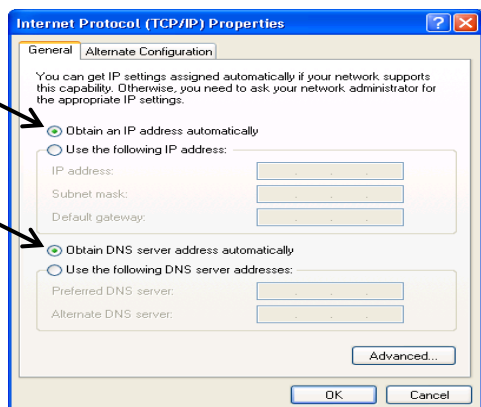 Internet Protocol (TCP/IP) Properties
General
Alternate Configuration
You can get IP settings assigned automatically if your network supports
this capability. Otherwise, you need to ask your network administrator for
the appropriate IP settings.
Obtain an IP address automatically
Use the following IP address:
IP address:
Subnet mask:
Default gateway:
Obtain DNS server address automatically
Use the following DNS server addresses:
Preferred DNS server:
Alternate DNS server:
Advanced...
OK
Cancel